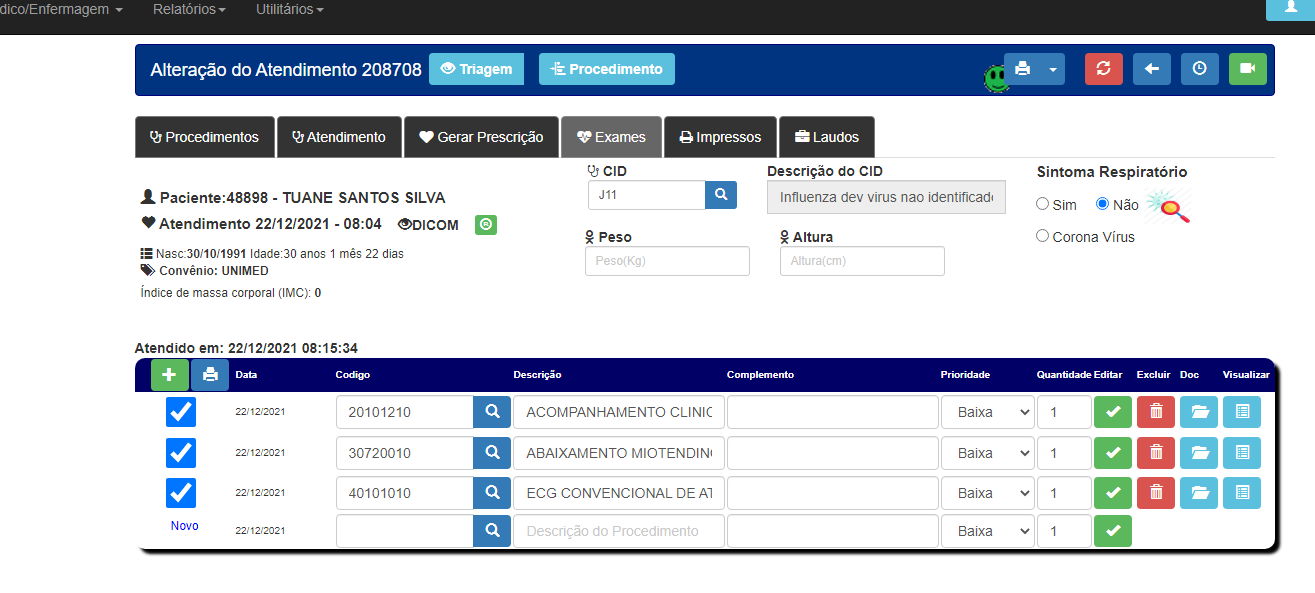 dico/Enfermagem Relatórios Utilitários
Alteração do Atendimento 208708 Triagem Procedimento
Procedimentos Atendimento Gerar Prescrição Exames Impressos Laudos
Paciente:48898 - TUANE SANTOS SILVA
Atendimento 22/12/2021 - 08:04 DICOM ®
Nasc:30/10/1991 Idade:30 anos 1 mês 22 dias
Convênio: UNIMED
Índice de massa corporal (IMC): 0
CID
J11
Descrição do CID
Influenza dev virus nao identificad
Peso
Peso(Kg)
Altura
Altura(cm)
Sintoma Respiratório
Sim Não
Corona Vírus
Atendido em: 22/12/2021 08:15:34
Data Codigo Descrição Complemento Prioridade Quantidade Editar Excluir Doc Visualizar
22/12/2021 20101210 ACOMPANHAMENTO CLINIC Baixa 1
22/12/2021 30720010 ABAIXAMENTO MIOTENDIN Baixa 1
22/12/2021 40101010 ECG CONVENCIONAL DE AT Baixa 1
Novo 22/12/2021 Descrição do Procedimento Baixa 1